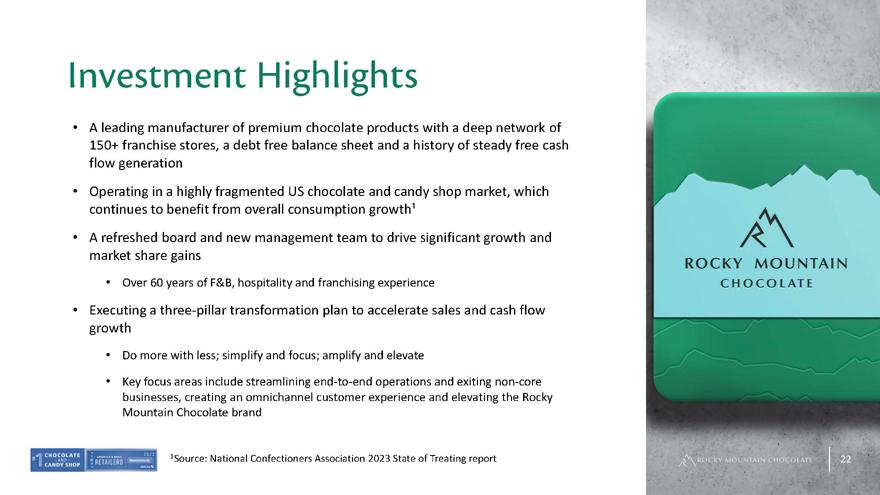 Investment Highlights
• A leading manufacturer of premium chocolate products with a deep network of
150+ franchise stores, a debt free balance sheet and a history of steady free cash
flow generation
• Operating in a highly fragmented US chocolate and candy shop market, which
continues to benefit from overall consumption growth¹
• A refreshed board and new management team to drive significant growth and
market share gains
• Over 60 years of F&B, hospitality and franchising experience
• Executing a three-pillar transformation plan to accelerate sales and cash flow
growth
• Do more with less; simplify and focus; amplify and elevate
• Key focus areas include streamlining end-to-end operations and exiting non-core
businesses, creating an omnichannel customer experience and elevating the Rocky
Mountain Chocolate brand
ROCKY MOUNTAIN
CHOCOLATE
#1 CHOCOLATE
AND
CANDY SHOP
AMERICA'S BEST
RETAILERS
2023
¹Source: National Confectioners Association 2023 State of Treating report
ROCKY MOUNTAIN CHOCOLATE
22